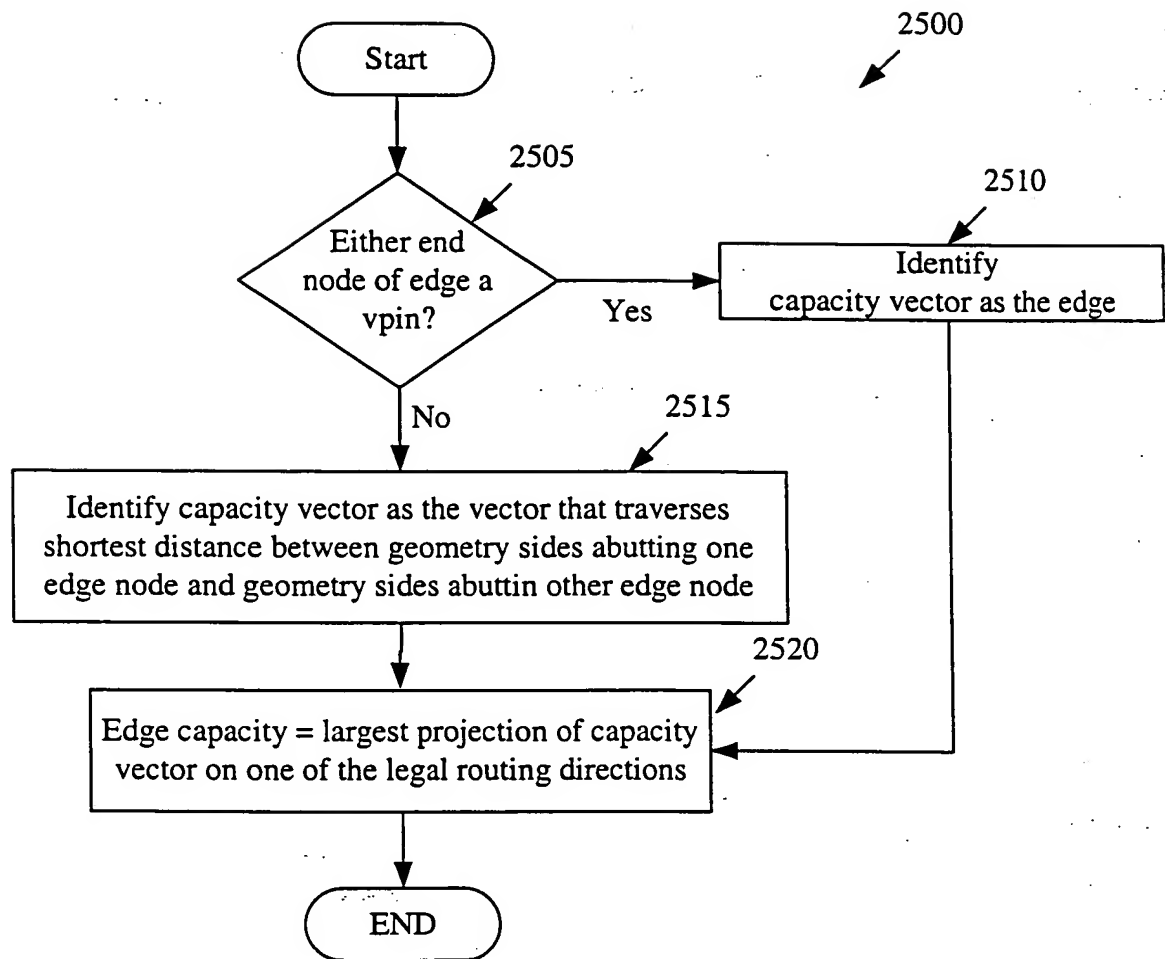 2500
Start
2505
Either end
node of edge a
vpin?
Yes
2510
Identify
capacity vector as the edge
No
2515
Identify capacity vector as the vector that traverses
shortest distance between geometry sides abutting one
edge node and geometry sides abuttin other edge node
2520
Edge capacity = largest projection of capacity
vector on one of the legal routing directions
END